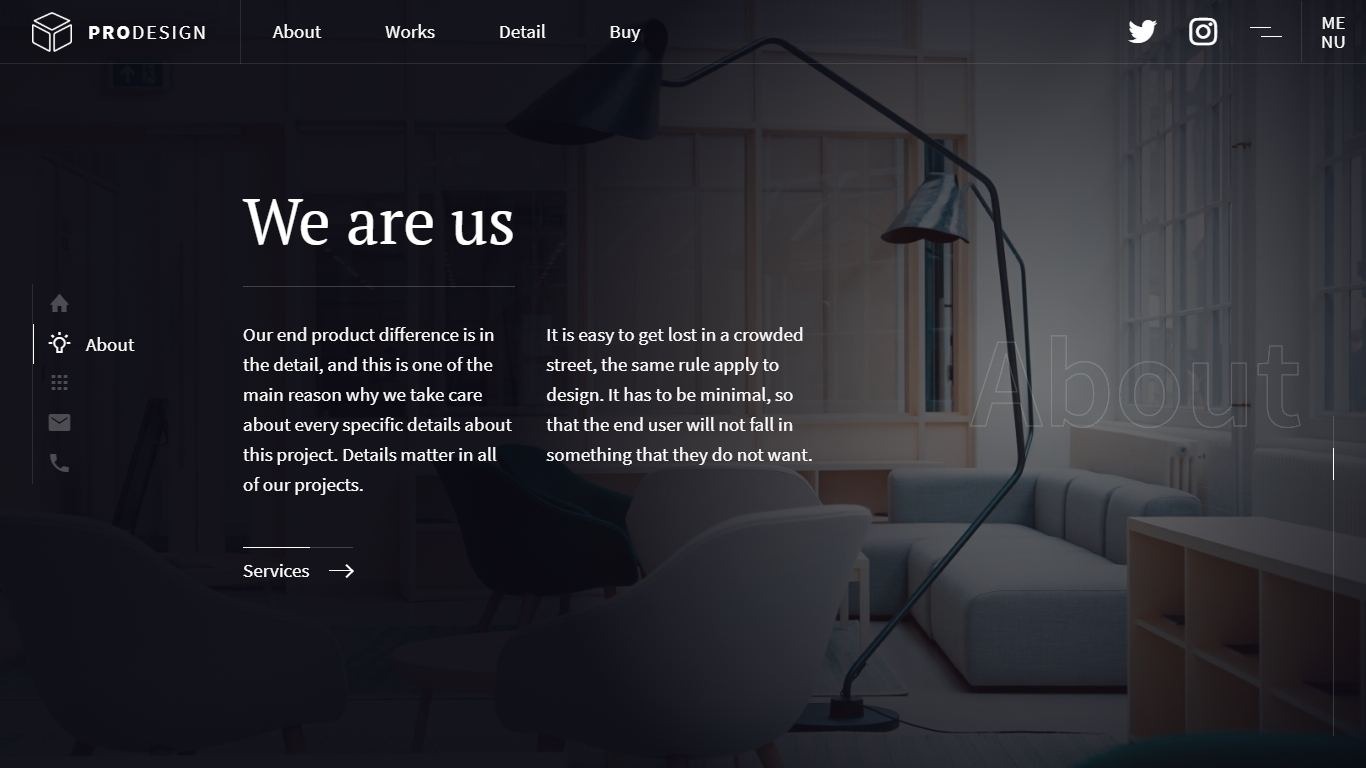 PRODESIGN
About
Works
Detail
Buy
ME
NU
We are us
About
Our end product difference is in
the detail, and this is one of the
main reason why we take care
about every specific details about
this project. Details matter in all
of our projects.
It is easy to get lost in a crowded
street, the same rule apply to
design. It has to be minimal, so
that the end user will not fall in
something that they do not want.
About
Services